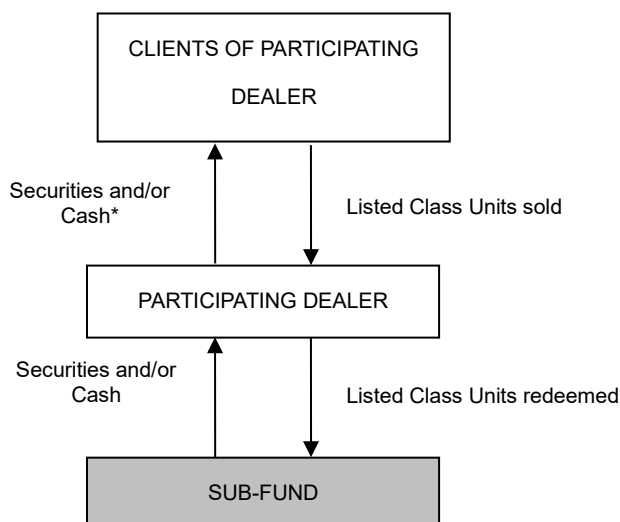 CLIENTS OF PARTICIPATING
DEALER
Securities and/or
Cash*
Listed Class Units sold
PARTICIPATING DEALER
Securities and/or
Cash
Listed Class Units redeemed
SUB-FUND